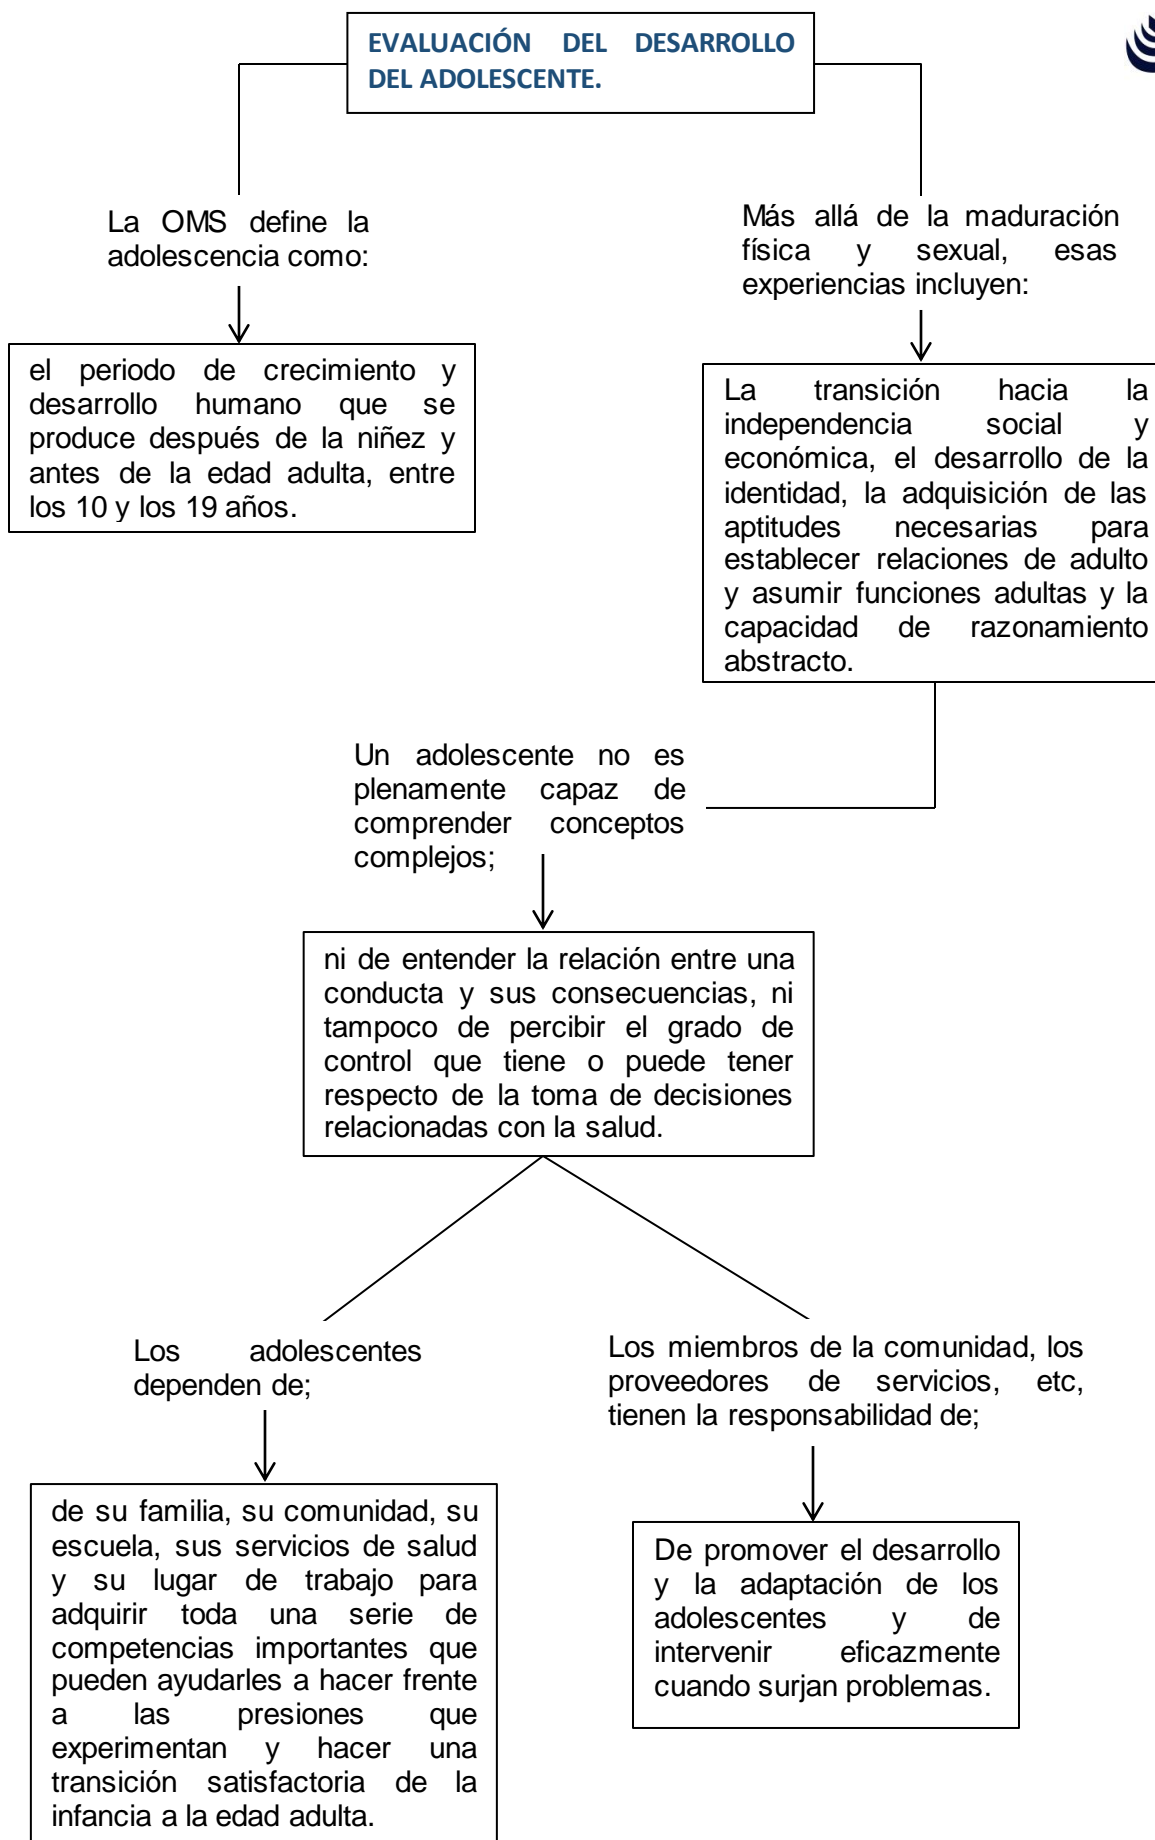 EVALUACIÓN DEL DESARROLLO
DEL ADOLESCENTE.
La OMS define la
adolescencia como:
el periodo de crecimiento y
desarrollo humano que se
produce después de la niñez y
antes de la edad adulta, entre
los 10 y los 19 años.
Más allá de la maduración
física y sexual, esas
experiencias incluyen:
La transición hacia la
independencia social y
económica, el desarrollo de la
identidad, la adquisición de las
aptitudes necesarias para
establecer relaciones de adulto
y asumir funciones adultas y la
capacidad de razonamiento
abstracto.
Un adolescente no es
plenamente capaz de
comprender conceptos
complejos;
ni de entender la relación entre una
conducta y sus consecuencias, ni
tampoco de percibir el grado de
control que tiene o puede tener
respecto de la toma de decisiones
relacionadas con la salud.
Los adolescentes
dependen de;
de su familia, su comunidad, su
escuela, sus servicios de salud
y su lugar de trabajo para
adquirir toda una serie de
competencias importantes que
pueden ayudarles a hacer frente
a las presiones que
experimentan y hacer una
transición satisfactoria de la
infancia a la edad adulta.
Los miembros de la comunidad, los
proveedores de servicios, etc,
tienen la responsabilidad de;
De promover el desarrollo
y la adaptación de los
adolescentes y de
intervenir eficazmente
cuando surjan problemas.